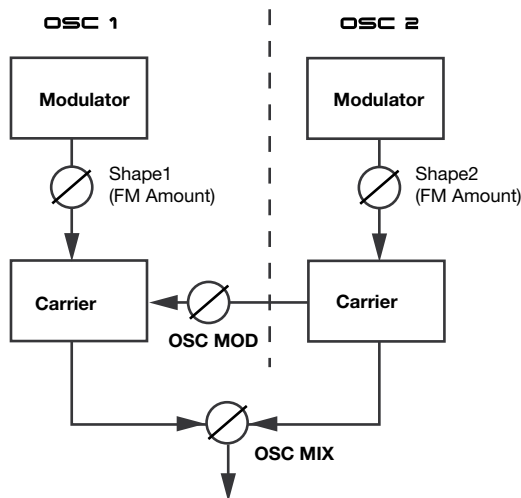 OSC 1
OSC 2
Modulator
Modulator
Shape1
(FM Amount)
Shape2
(FM Amount)
Carrier
Carrier
OSC MOD
OSC MIX